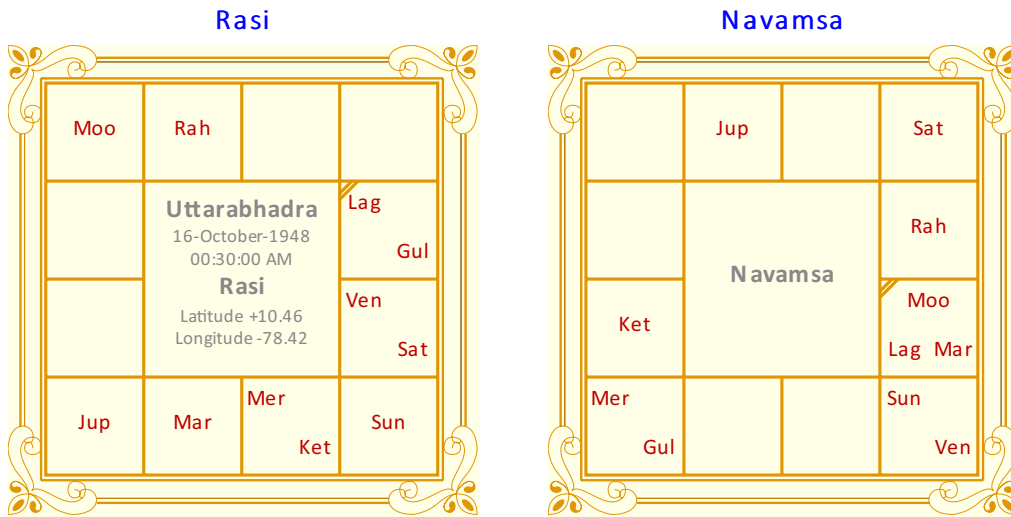 Rasi
Moo Rah
Lag
Gul
Ven
Sat
Jup Mar Mer Ket Sun
Uttarabhadra
16-October-1948
00:30:00 AM
Rasi
Latitude +10.46
Longitude -78.42
Navamsa
Jup Sat
Rah
Ket
Moo
Lag Mar
Mer Gul Sun Ven
Navamsa